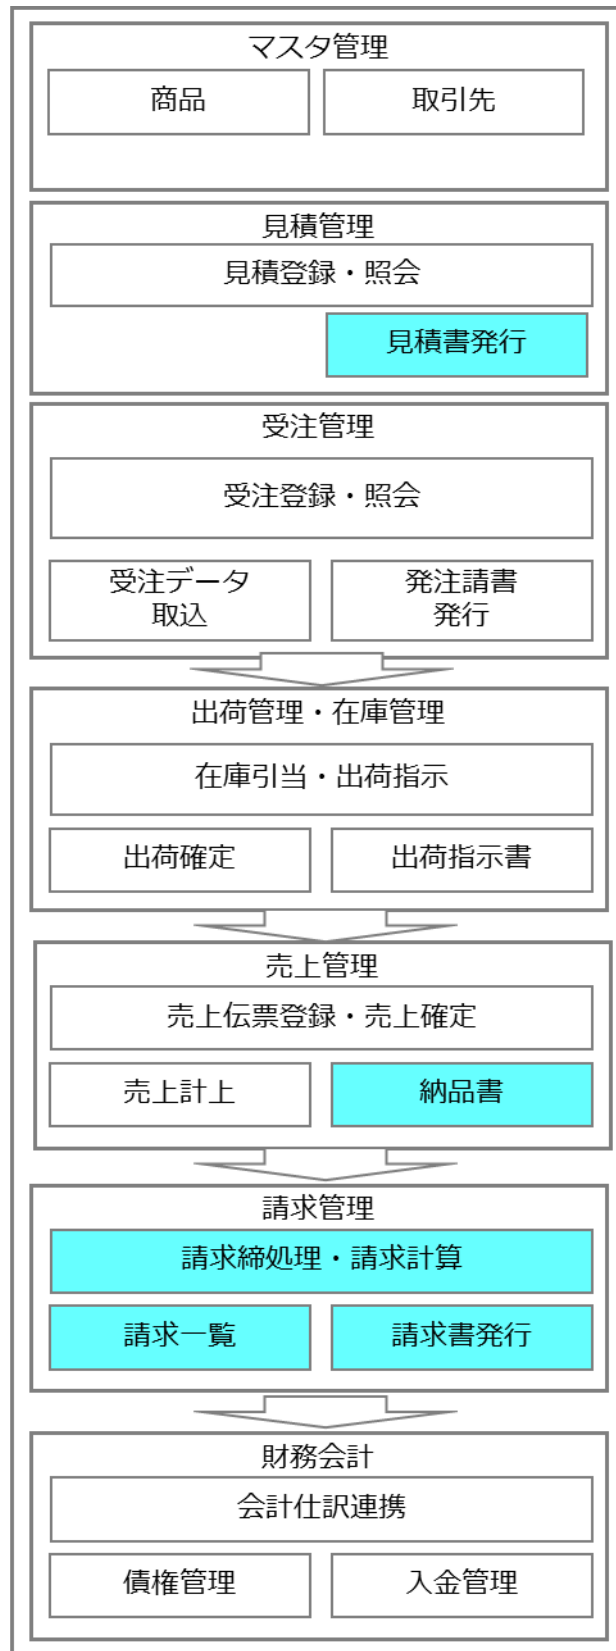 マスタ管理
商品
取引先
見積管理
見積登録・照会
見積書発行
受注管理
受注登録・照会
受注データ
取込
発注請書
発行
出荷管理・在庫管理
在庫引当・出荷指示
出荷確定
出荷指示書
売上管理
売上伝票登録・売上確定
売上計上
納品書
請求管理
請求締処理・請求計算
請求一覧
請求書発行
財務会計
会計仕訳連携
債権管理
入金管理